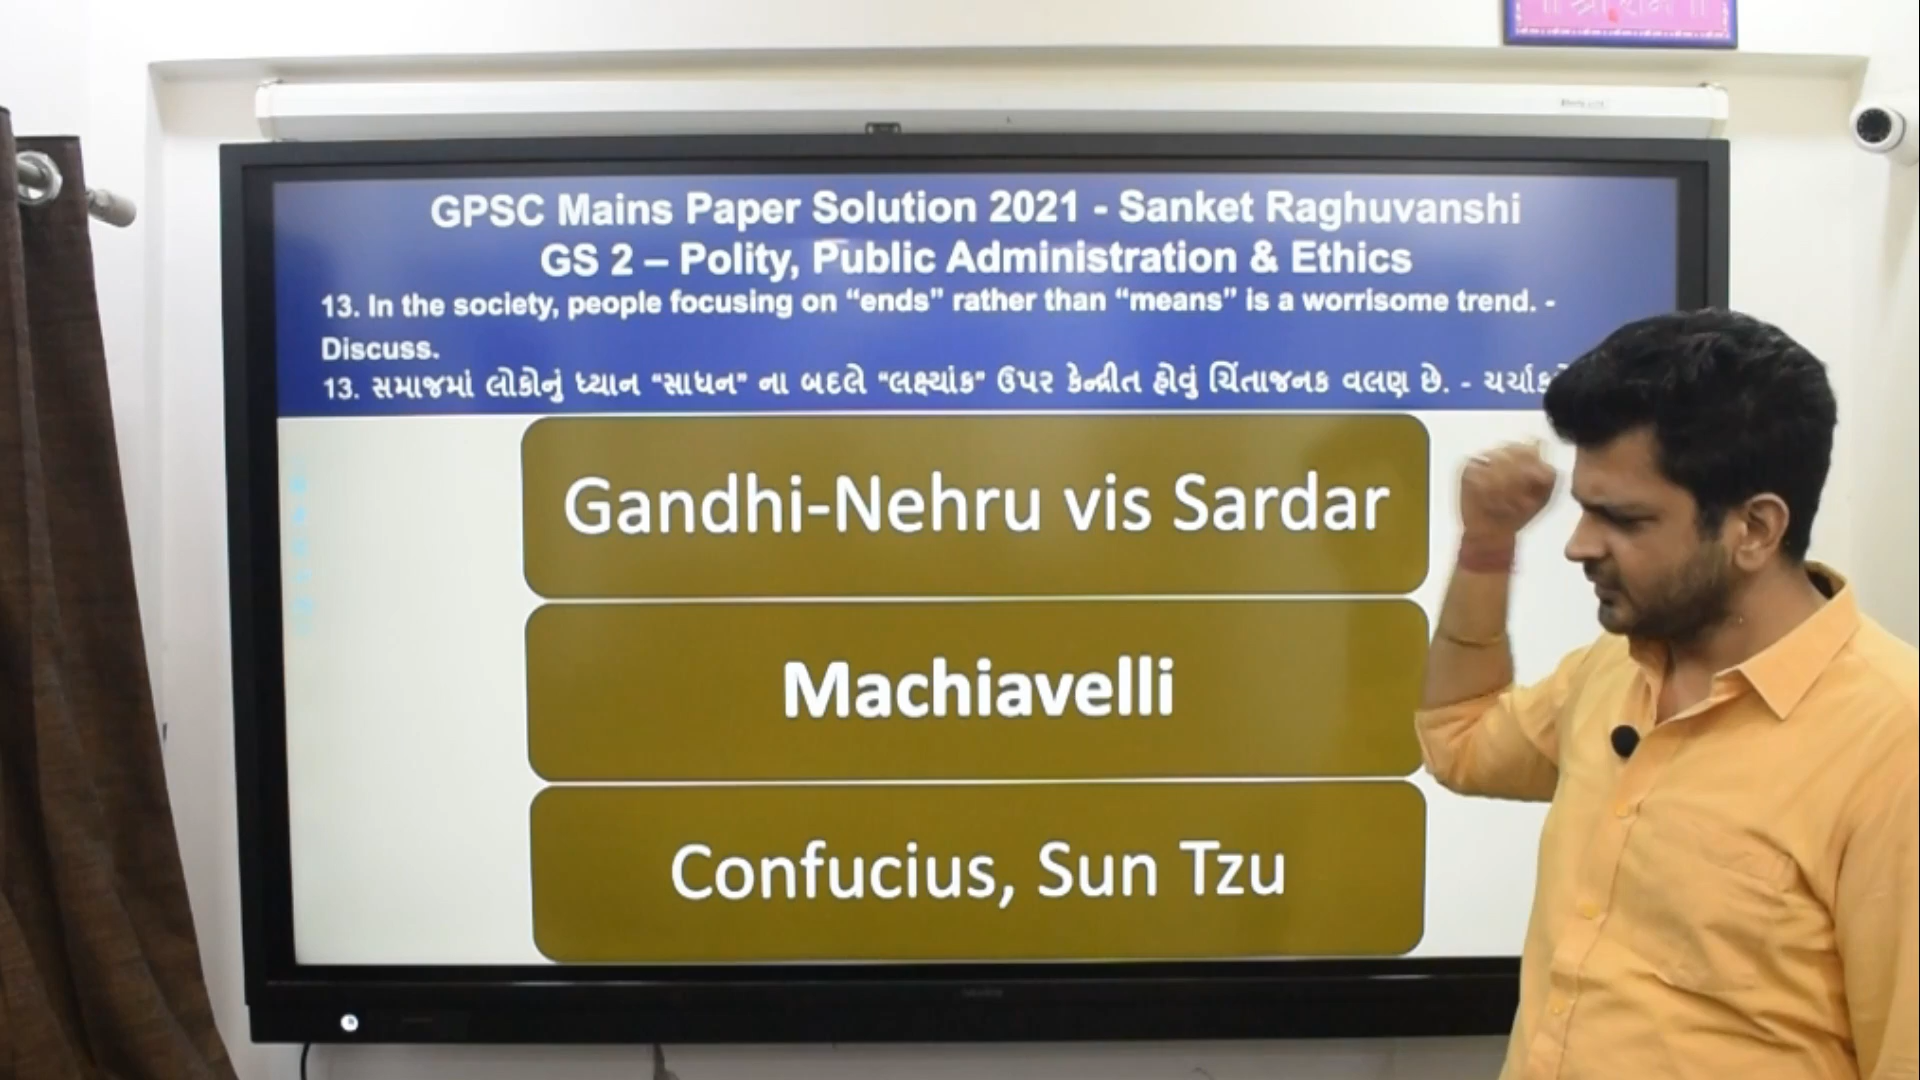 ॥ श्री राम ॥
GPSC Mains Paper Solution 2021 - Sanket Raghuvanshi
GS 2 – Polity, Public Administration & Ethics
13. In the society, people focusing on “ends” rather than “means” is a worrisome trend. -
Discuss.
13. સમાજમાં લોકોનું ધ્યાન “સાધન” ના બદલે “લક્ષ્યાંક” ઉપર કેન્દ્રીત હોવું ચિંતાજનક વલણ છે. -
Gandhi-Nehru vis Sardar
Machiavelli
Confucius, Sun Tzu